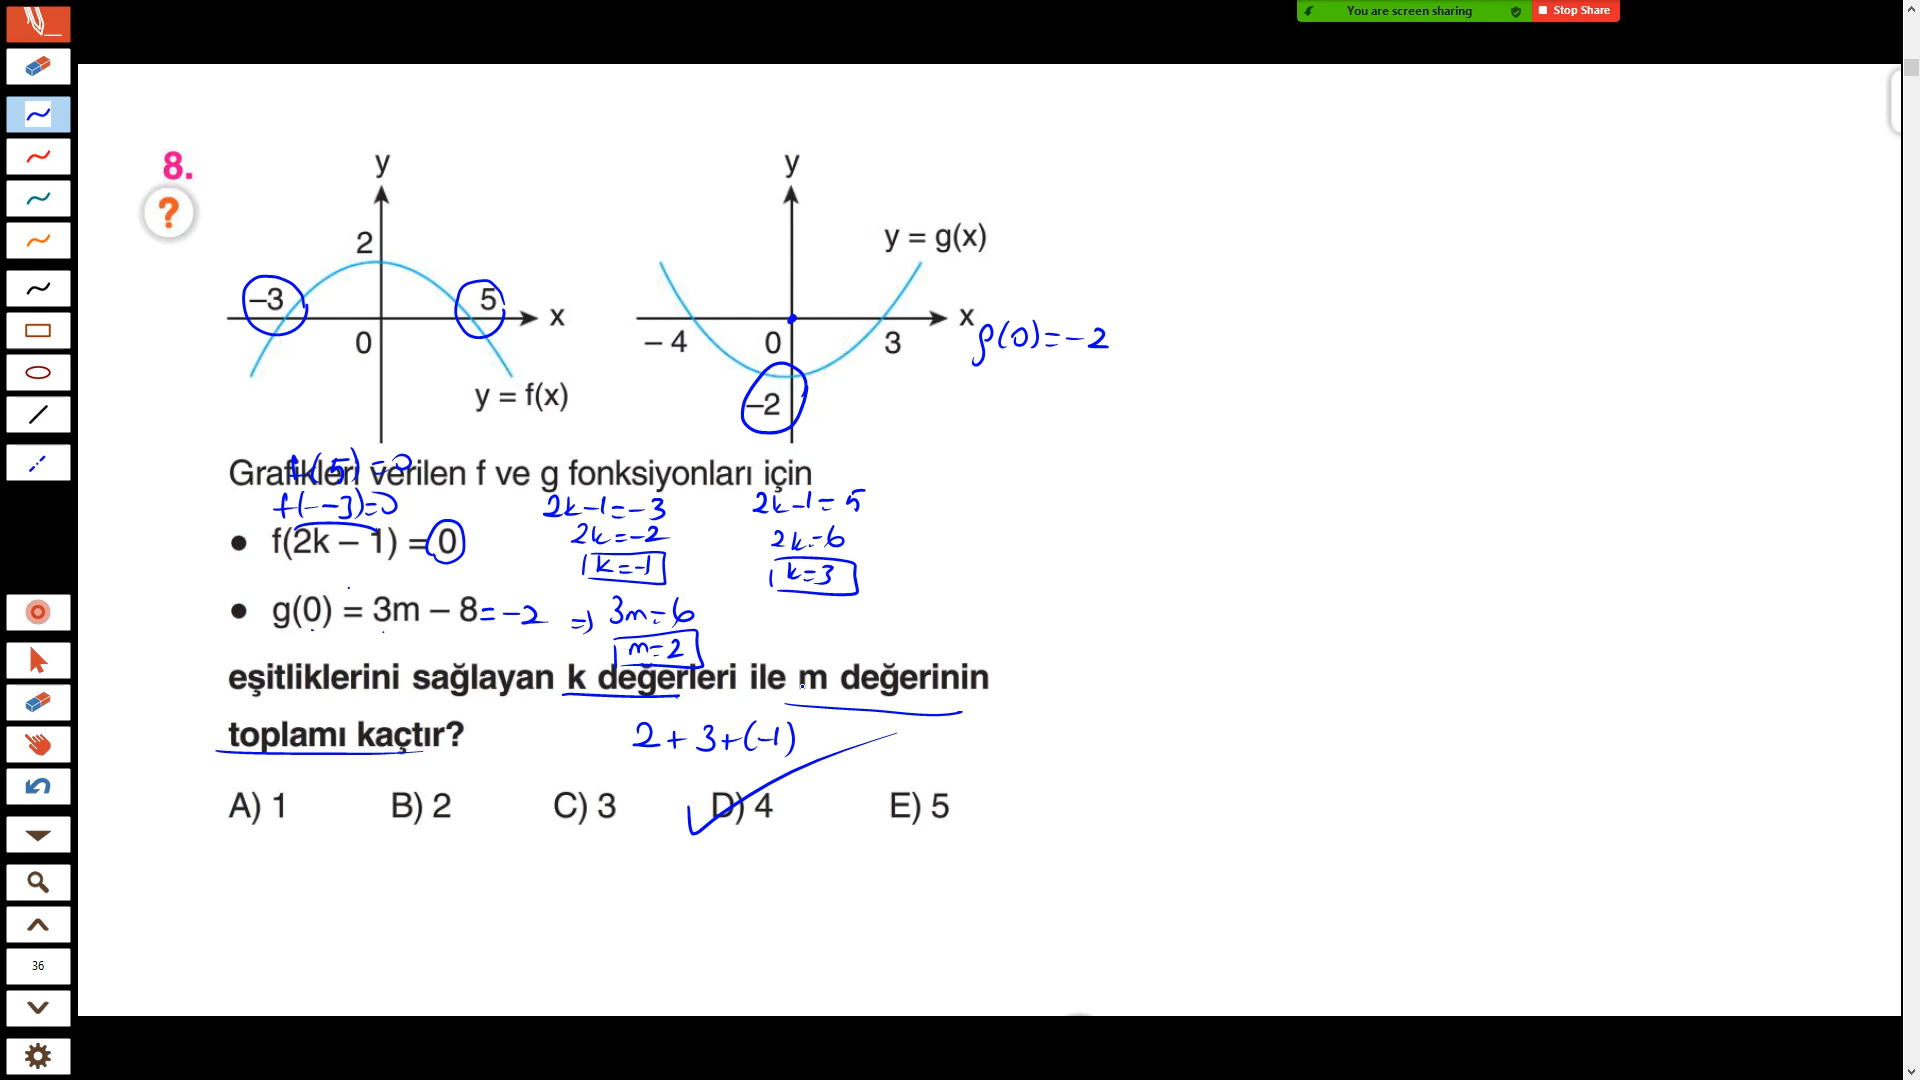 You are screen sharing
Stop Share
8.
?
y
2
–3
5
x
0
y = f(x)
y
y = g(x)
x
– 4
0
3
–2
g(0)=-2
Grafikleri verilen f ve g fonksiyonları için
f(5)=0
f(-3)=0
2k-1=-3
2k-1=5
• f(2k – 1) = 0
2k=-2
2k=6
k=-1
k=3
• g(0) = 3m – 8 = -2 => 3m=6
m=2
eşitliklerini sağlayan k değerleri ile m değerinin
toplamı kaçtır?
2+3+(-1)
A) 1 B) 2 C) 3 D) 4 E) 5
36